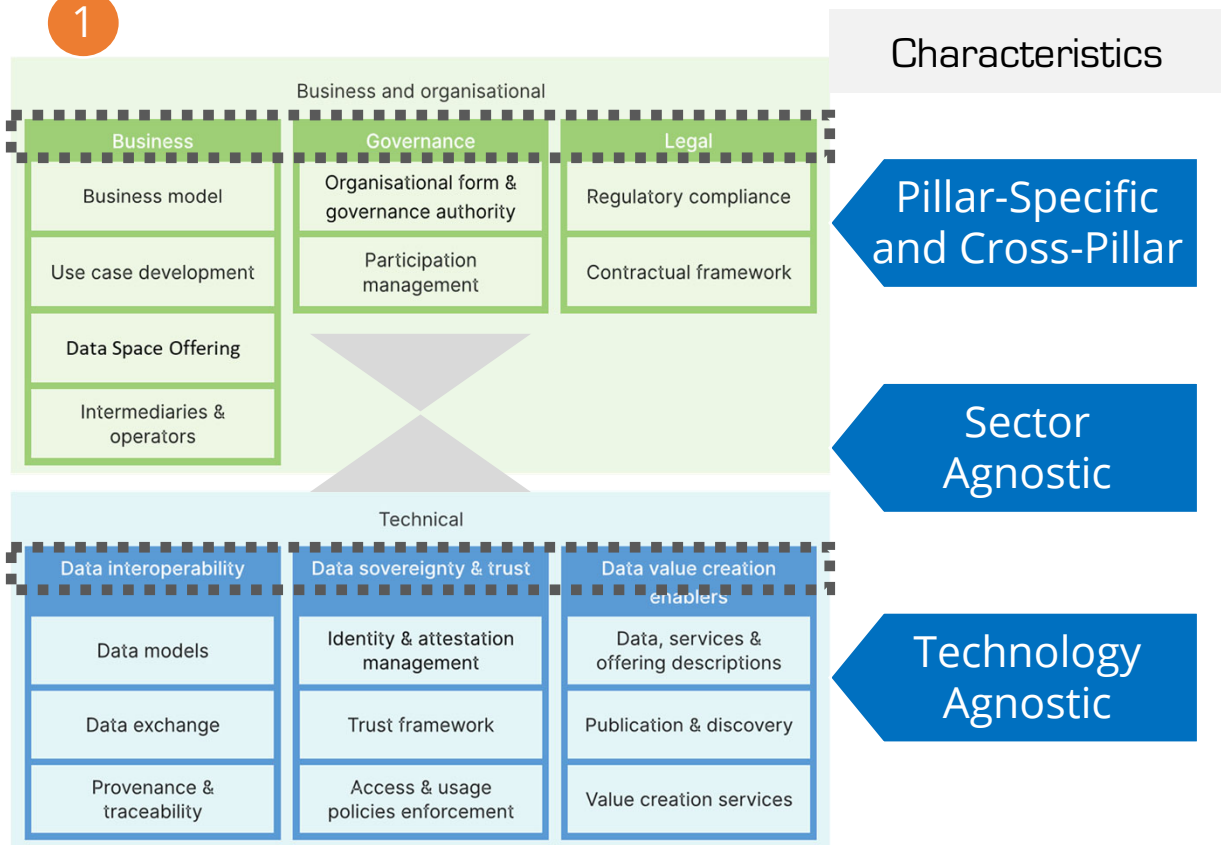 1
Characteristics
Business and organisational
Business
Governance
Legal
Business model
Organisational form &
governance authority
Regulatory compliance
Use case development
Participation
management
Contractual framework
Data Space Offering
Intermediaries &
operators
Pillar-Specific
and Cross-Pillar
Sector
Agnostic
Technical
Data interoperability
Data sovereignty & trust
Data value creation
enablers
Data models
Identity & attestation
management
Data, services &
offering descriptions
Data exchange
Trust framework
Publication & discovery
Provenance &
traceability
Access & usage
policies enforcement
Value creation services
Technology
Agnostic